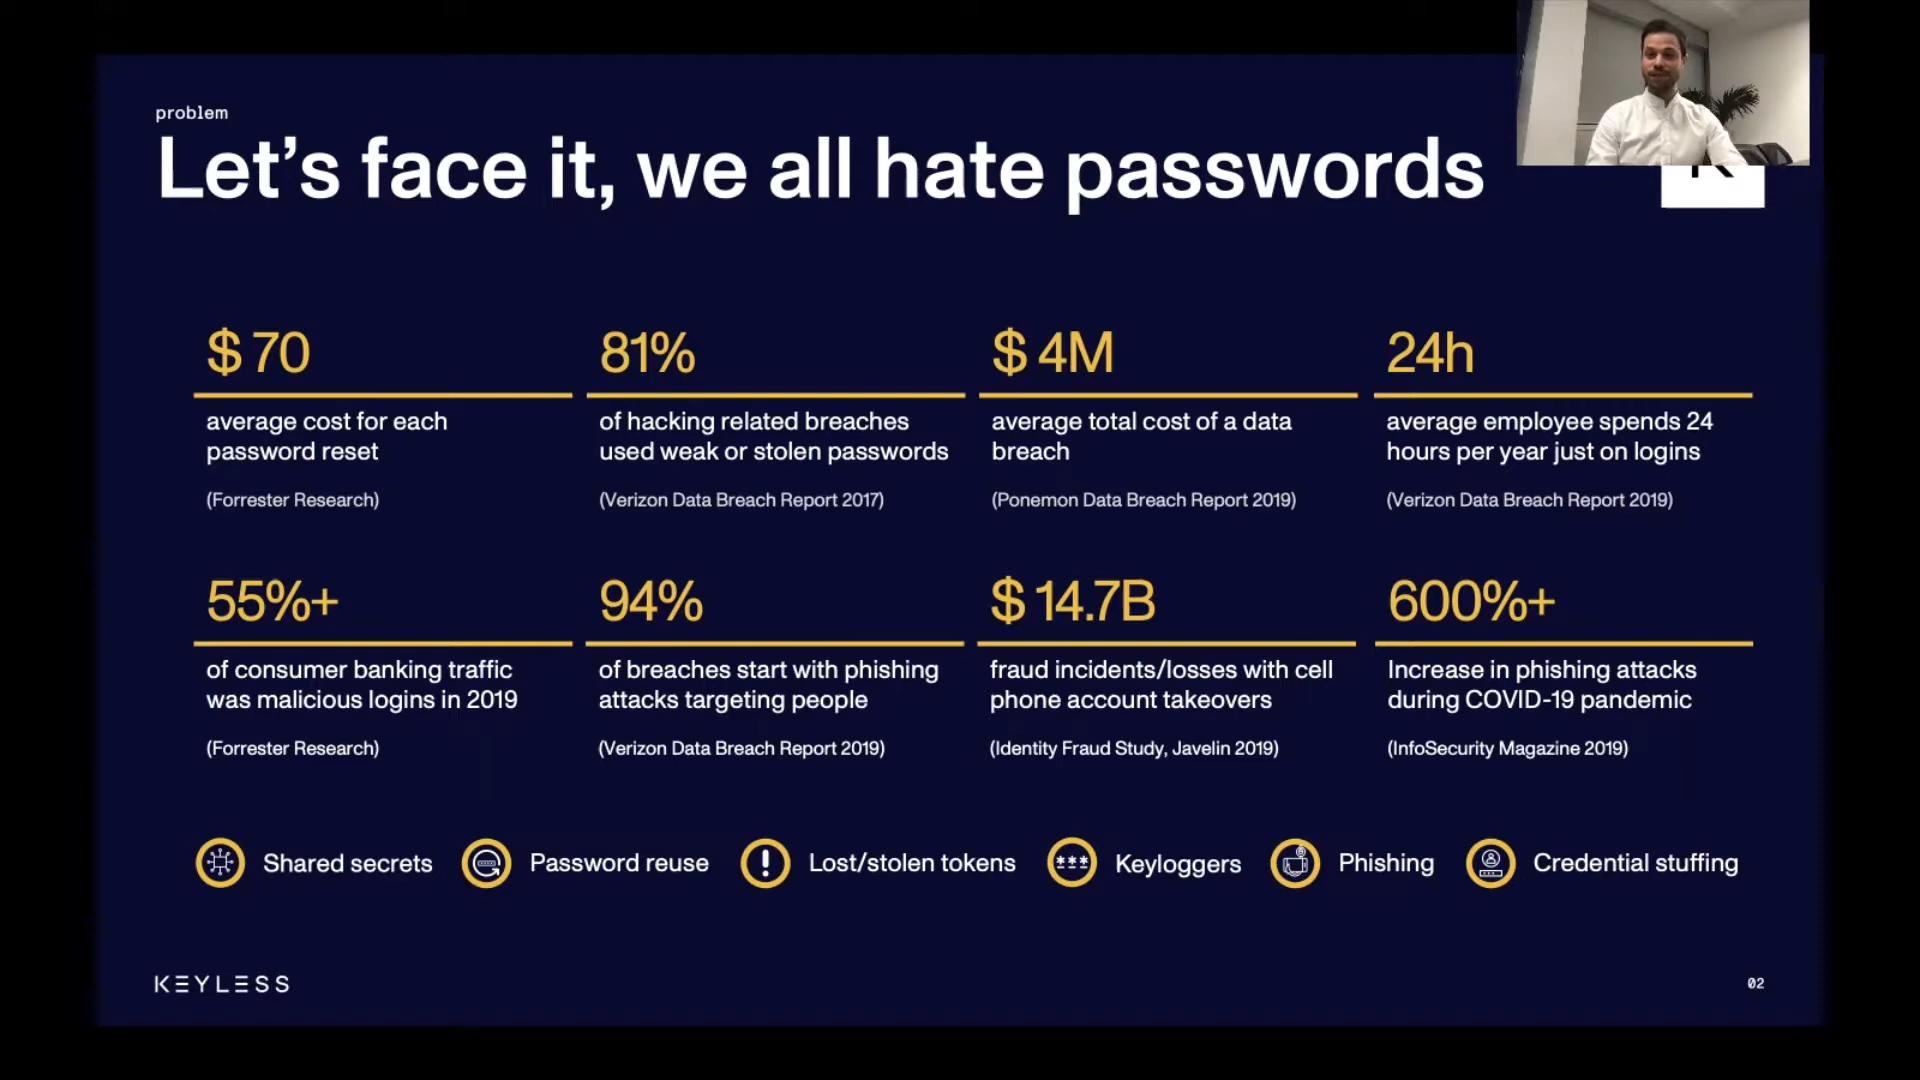 problem
Let's face it, we all hate passwords
$ 70
average cost for each
password reset
(Forrester Research)
81%
of hacking related breaches
used weak or stolen passwords
(Verizon Data Breach Report 2017)
$ 4M
average total cost of a data
breach
(Ponemon Data Breach Report 2019)
24h
average employee spends 24
hours per year just on logins
(Verizon Data Breach Report 2019)
55%+
of consumer banking traffic
was malicious logins in 2019
(Forrester Research)
94%
of breaches start with phishing
attacks targeting people
(Verizon Data Breach Report 2019)
$ 14.7B
fraud incidents/losses with cell
phone account takeovers
(Identity Fraud Study, Javelin 2019)
600%+
Increase in phishing attacks
during COVID-19 pandemic
(InfoSecurity Magazine 2019)
Shared secrets
Password reuse
Lost/stolen tokens
Keyloggers
Phishing
Credential stuffing
KEYLESS
02